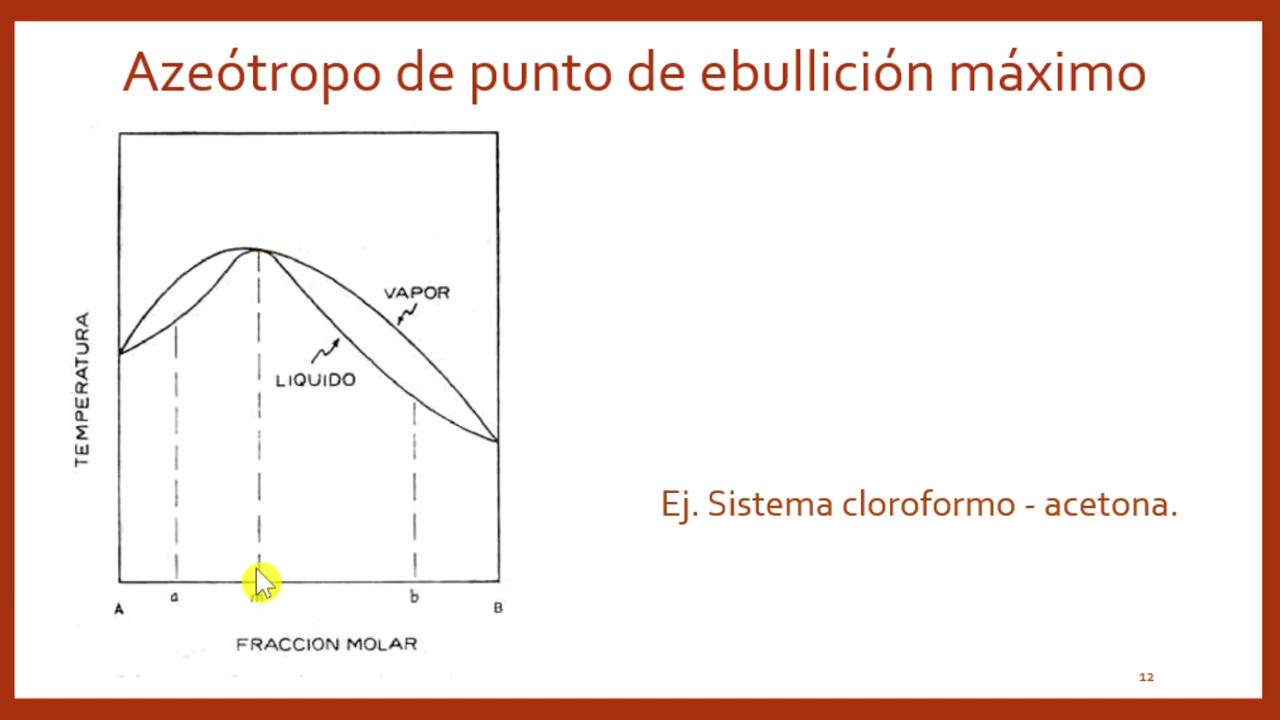 Azeótropo de punto de ebullición máximo
TEMPERATURA
VAPOR
LIQUIDO
a
b
A
B
FRACCION MOLAR
Ej. Sistema cloroformo - acetona.
12